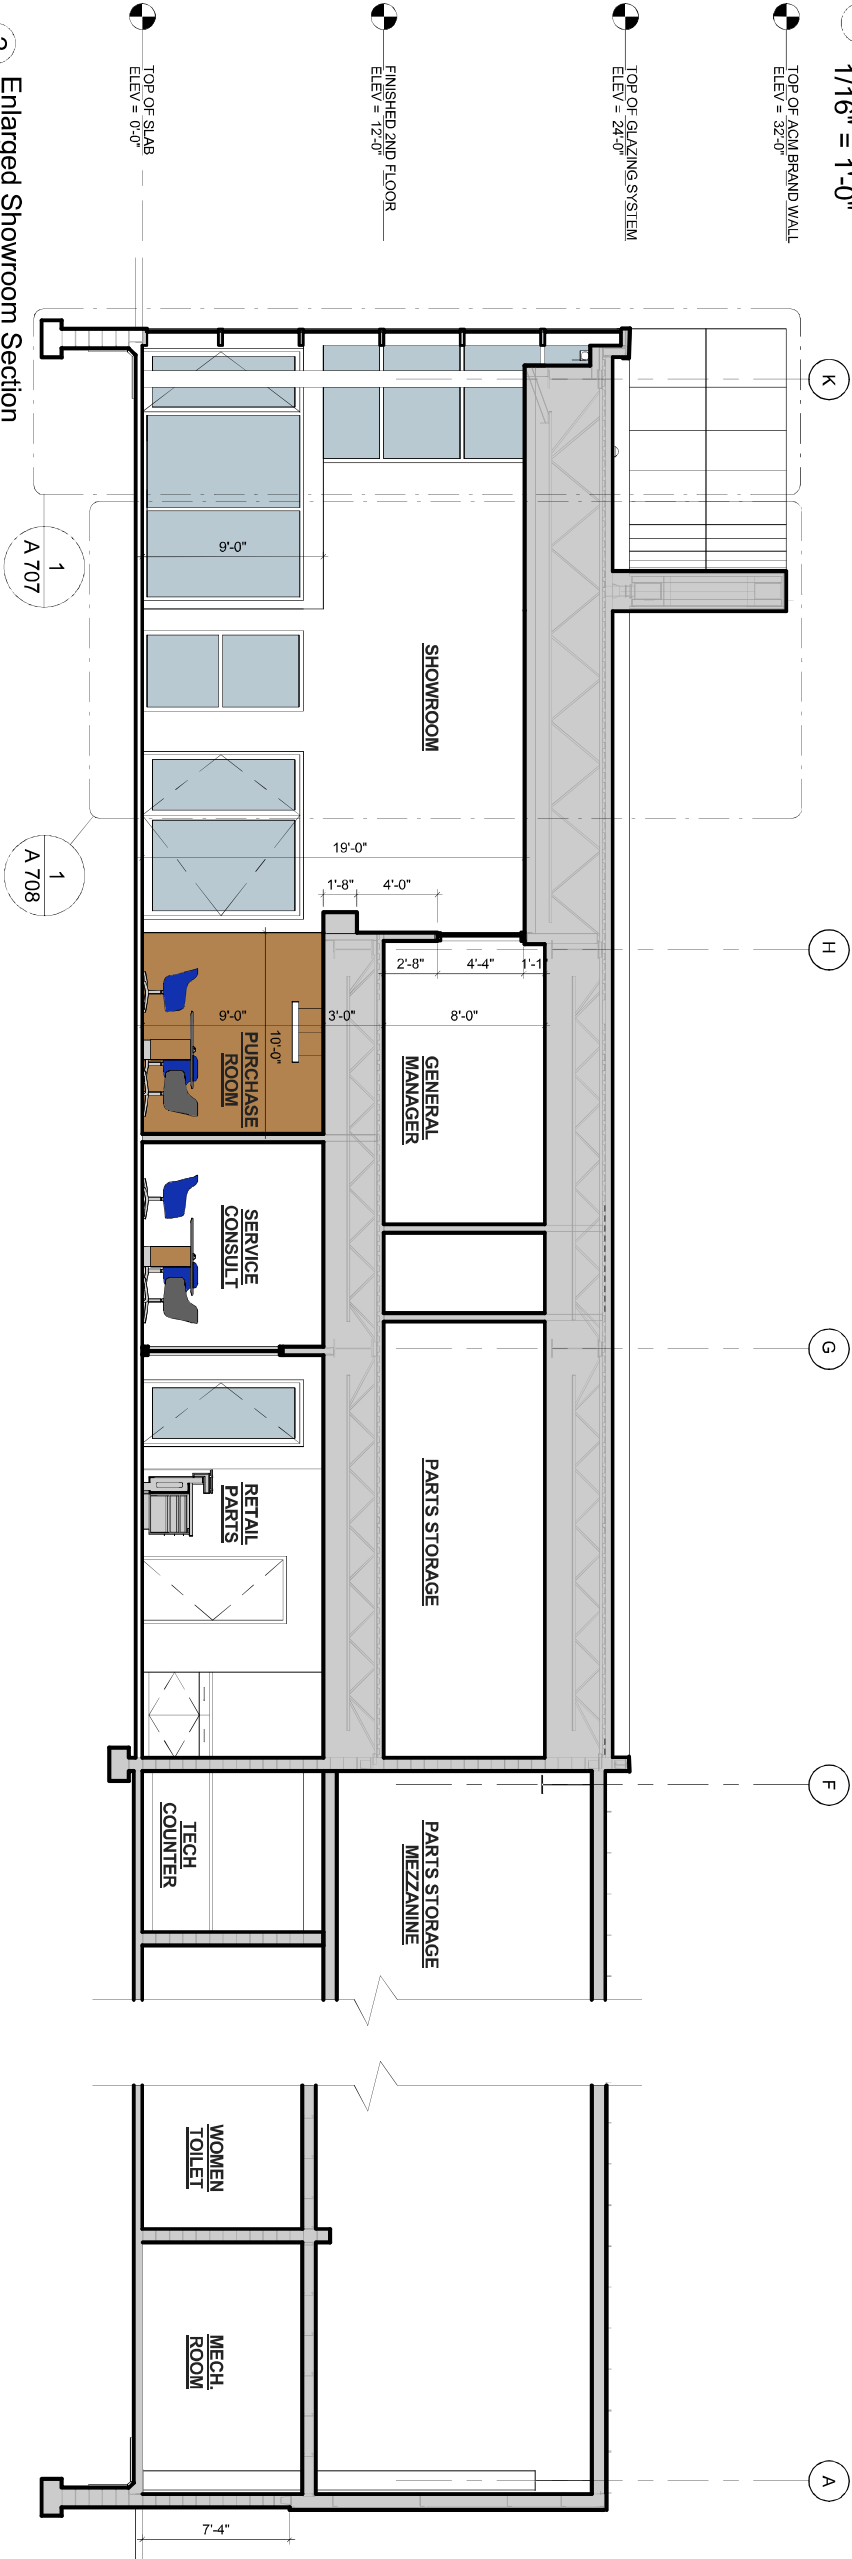 1/16" = 1'-0"
TOP OF ACM BRAND WALL
ELEV = 32'-0"
TOP OF GLAZING SYSTEM
ELEV = 24'-0"
FINISHED 2ND FLOOR
ELEV = 12'-0"
TOP OF SLAB
ELEV = 0'-0"
Enlarged Showroom Section
K
H
G
F
A
1
A 707
1
A 708
9'-0"
SHOWROOM
19'-0"
1'-8"
4'-0"
2'-8"
4'-4"
1'-1"
9'-0"
3'-0"
8'-0"
10'-0"
PURCHASE
ROOM
GENERAL
MANAGER
SERVICE
CONSULT
RETAIL
PARTS
PARTS STORAGE
TECH
COUNTER
PARTS STORAGE
MEZZANINE
WOMEN
TOILET
MECH.
ROOM
7'-4"